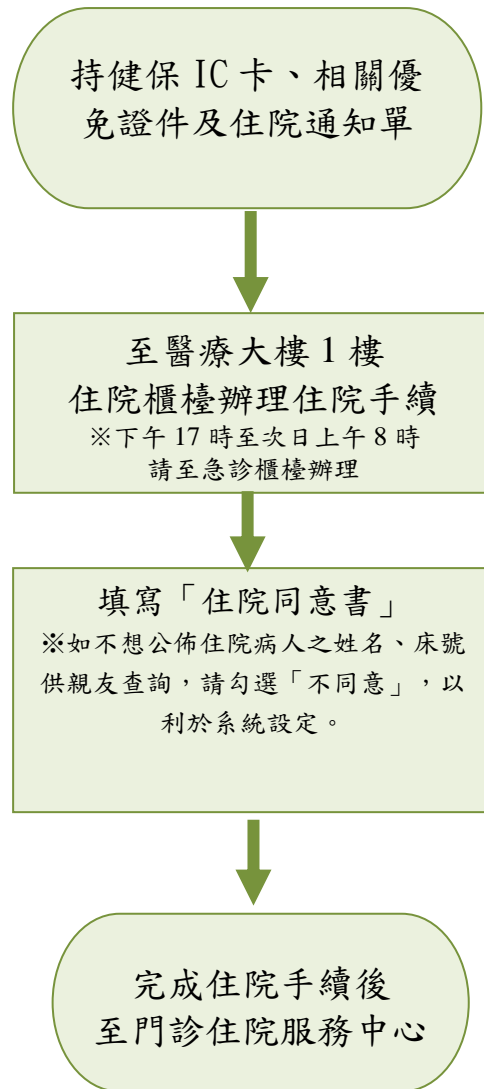 持健保 IC 卡、相關優
免證件及住院通知單
至醫療大樓 1 樓
住院櫃檯辦理住院手續
※下午 17 時至次日上午 8 時
請至急診櫃檯辦理
填寫「住院同意書」
※如不想公佈住院病人之姓名、床號
供親友查詢，請勾選「不同意」，以
利於系統設定。
完成住院手續後
至門診住院服務中心